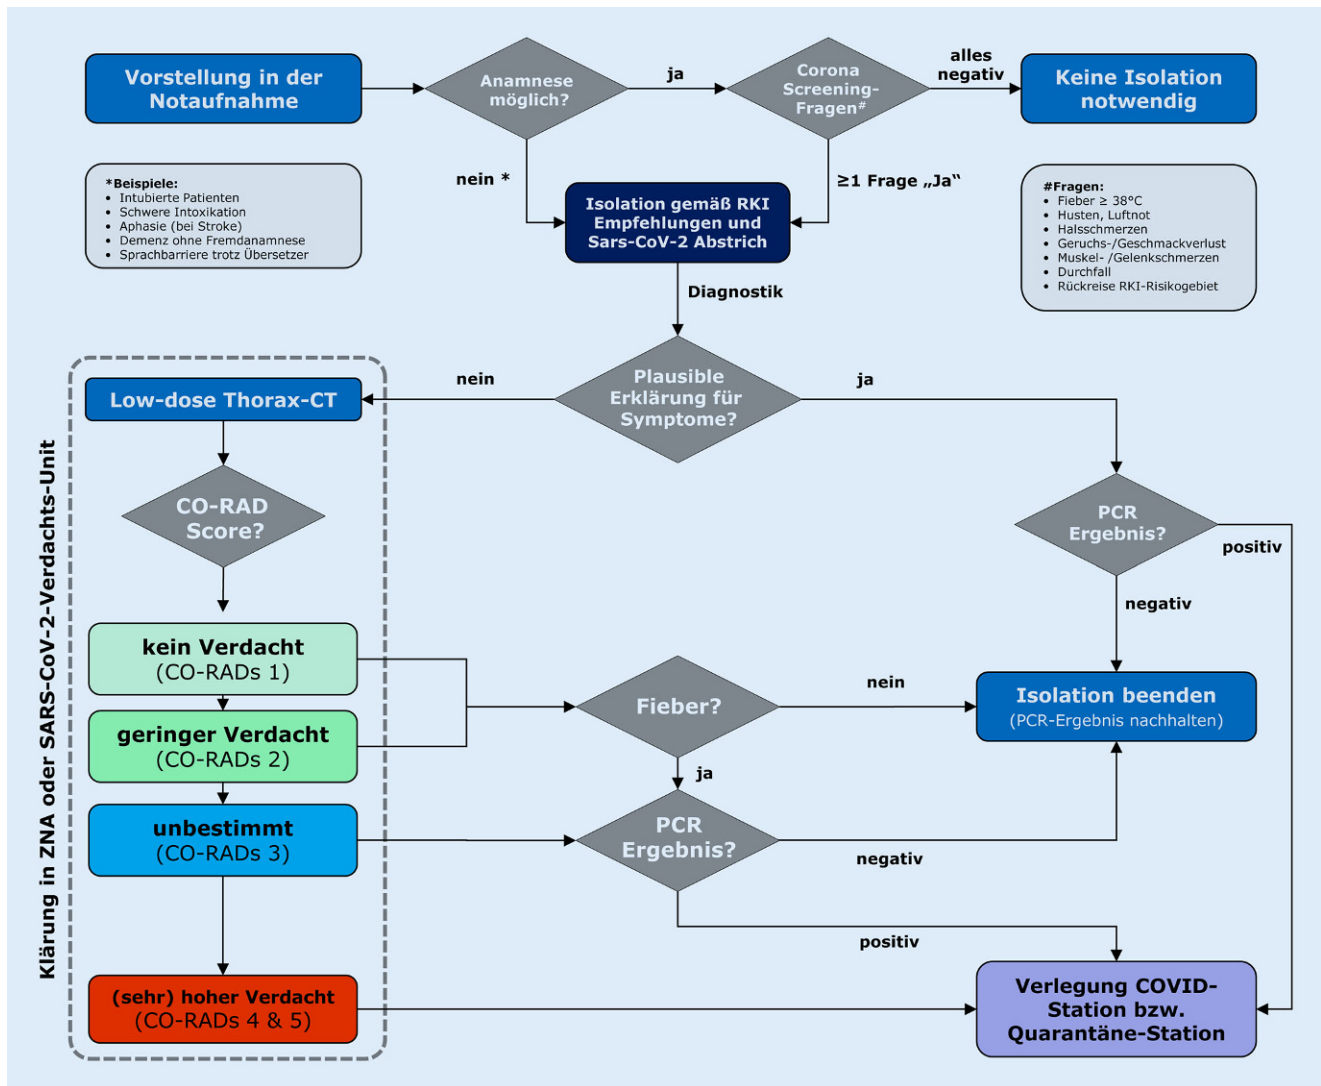 Vorstellung in der
Notaufnahme
Anamnese
möglich?
ja
Corona
Screening-
Fragen#
alles
negativ
Keine Isolation
notwendig
*Beispiele:
• Intubierte Patienten
• Schwere Intoxikation
• Aphasie (bei Stroke)
• Demenz ohne Fremdanamnese
• Sprachbarriere trotz Übersetzer
nein *
≥1 Frage „Ja“
Isolation gemäß RKI
Empfehlungen und
Sars-CoV-2 Abstrich
#Fragen:
• Fieber ≥ 38°C
• Husten, Luftnot
• Halsschmerzen
• Geruchs-/Geschmackverlust
• Muskel- /Gelenkschmerzen
• Durchfall
• Rückreise RKI-Risikogebiet
Diagnostik
Plausible
Erklärung für
Symptome?
nein
ja
Klärung in ZNA oder SARS-CoV-2-Verdachts-Unit
Low-dose Thorax-CT
CO-RAD
Score?
PCR
Ergebnis?
positiv
negativ
kein Verdacht
(CO-RADs 1)
geringer Verdacht
(CO-RADs 2)
unbestimmt
(CO-RADs 3)
(sehr) hoher Verdacht
(CO-RADs 4 & 5)
Fieber?
nein
ja
Isolation beenden
(PCR-Ergebnis nachhalten)
PCR
Ergebnis?
negativ
positiv
Verlegung COVID-
Station bzw.
Quarantäne-Station